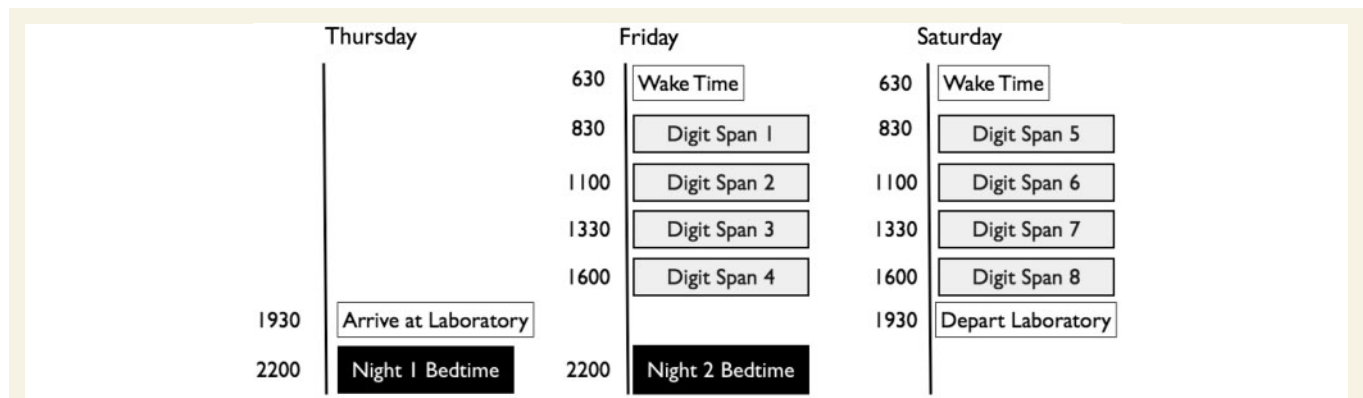 Thursday
Friday
Saturday
630 Wake Time
630 Wake Time
830 Digit Span 1
830 Digit Span 5
1100 Digit Span 2
1100 Digit Span 6
1330 Digit Span 3
1330 Digit Span 7
1600 Digit Span 4
1600 Digit Span 8
1930 Arrive at Laboratory
1930 Depart Laboratory
2200 Night 1 Bedtime
2200 Night 2 Bedtime